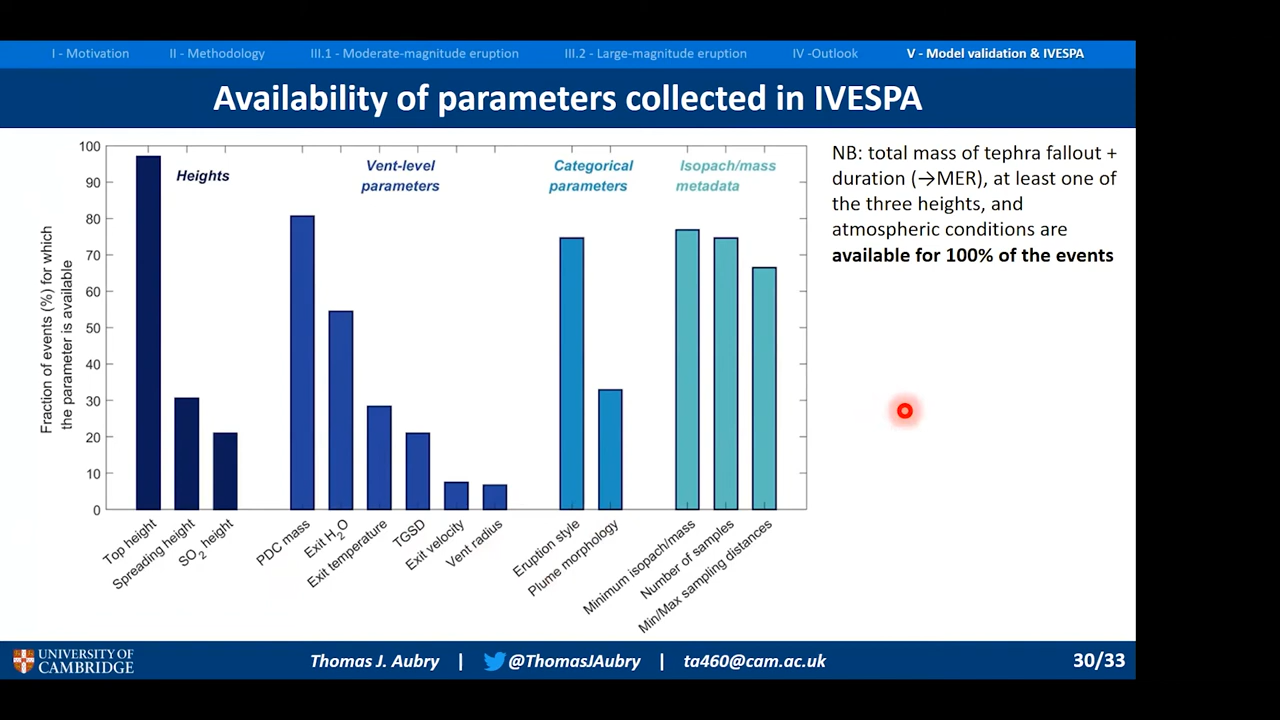 I - Motivation
II - Methodology
III.1 - Moderate-magnitude eruption
III.2 - Large-magnitude eruption
IV -Outlook
V - Model validation & IVESPA
Availability of parameters collected in IVESPA
Fraction of events (%) for which
the parameter is available
100
90
80
70
60
50
40
30
20
10
0
Heights
Vent-level
parameters
Categorical
parameters
Isopach/mass
metadata
Top height
Spreading height
SO2 height
PDC mass
Exit H2O
Exit temperature
TGSD
Exit velocity
Vent radius
Eruption style
Plume morphology
Minimum isopach/mass
Number of samples
Min/Max sampling distances
NB: total mass of tephra fallout +
duration (→MER), at least one of
the three heights, and
atmospheric conditions are
available for 100% of the events
UNIVERSITY OF
CAMBRIDGE
Thomas J. Aubry | @ThomasJAubry | ta460@cam.ac.uk
30/33